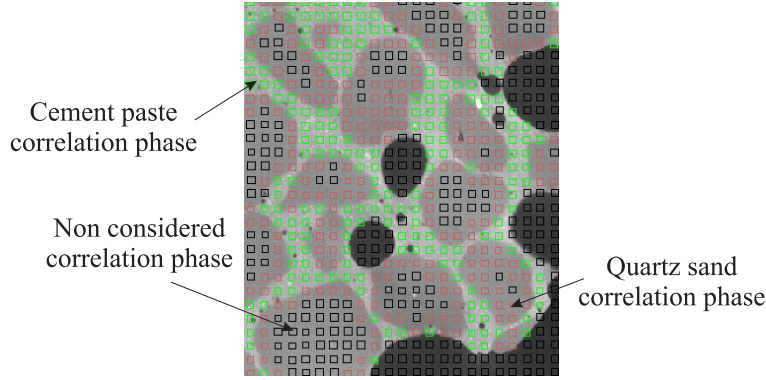 Cement paste
correlation phase
Non considered
correlation phase
Quartz sand
correlation phase